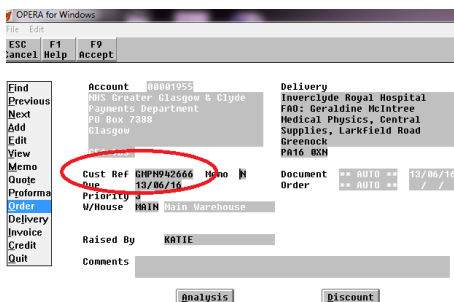 OPERA for Windows
File Edit
ESC F1 F9
Cancel Help Accept
Find
Previous
Next
Add
Edit
View
Memo
Quote
Proforma
Order
Delivery
Invoice
Credit
Quit
Account 00001955
NHS Greater Glasgow & Clyde
Payments Department
PO Box 7388
Glasgow
Delivery
Inverclyde Royal Hospital
FAO: Geraldine McIntree
Medical Physics, Central
Supplies, Larkfield Road
Greenock
PA16 0XN
Cust Ref GMPN942666 Memo N
Due 13/06/16
Priority 3
W/House MAIN Main Warehouse
Document ** AUTO ** 13/06/16
Order ** AUTO ** / /
Raised By KATIE
Comments
Analysis Discount